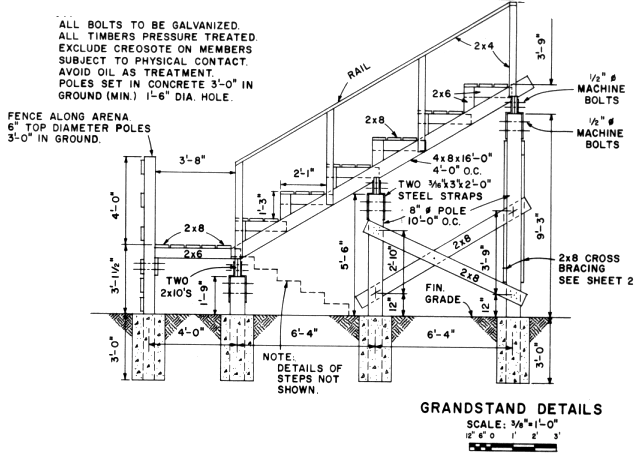 ALL BOLTS TO BE GALVANIZED.
ALL TIMBERS PRESSURE TREATED.
EXCLUDE CREOSOTE ON MEMBERS
SUBJECT TO PHYSICAL CONTACT.
AVOID OIL AS TREATMENT.
POLES SET IN CONCRETE 3'-0" IN
GROUND (MIN.) 1'-6" DIA. HOLE.
FENCE ALONG ARENA.
6" TOP DIAMETER POLES
3'-0" IN GROUND.
RAIL
2x4
3'-9"
1/2" ø
MACHINE
BOLTS
1/2" ø
MACHINE
BOLTS
2x6
2x8
3'-8"
2'-1"
1'-3"
4'-0"
4x8x16'-0"
4'-0" O.C.
TWO 3/16"x3"x2'-0"
STEEL STRAPS
8" ø POLE
10'-0" O.C.
2x8
2x6
3'-1 1/2"
TWO
2x10'S
1'-9"
5'-6"
2'-10"
12"
2x8
2x8
3'-9"
12"
9'-3"
2x8 CROSS
BRACING
SEE SHEET 2
FIN.
GRADE
3'-0"
4'-0"
6'-4"
6'-4"
3'-0"
NOTE:
DETAILS OF
STEPS NOT
SHOWN.
GRANDSTAND DETAILS
SCALE: 3/8"=1'-0"
12" 6" 0 1' 2' 3'